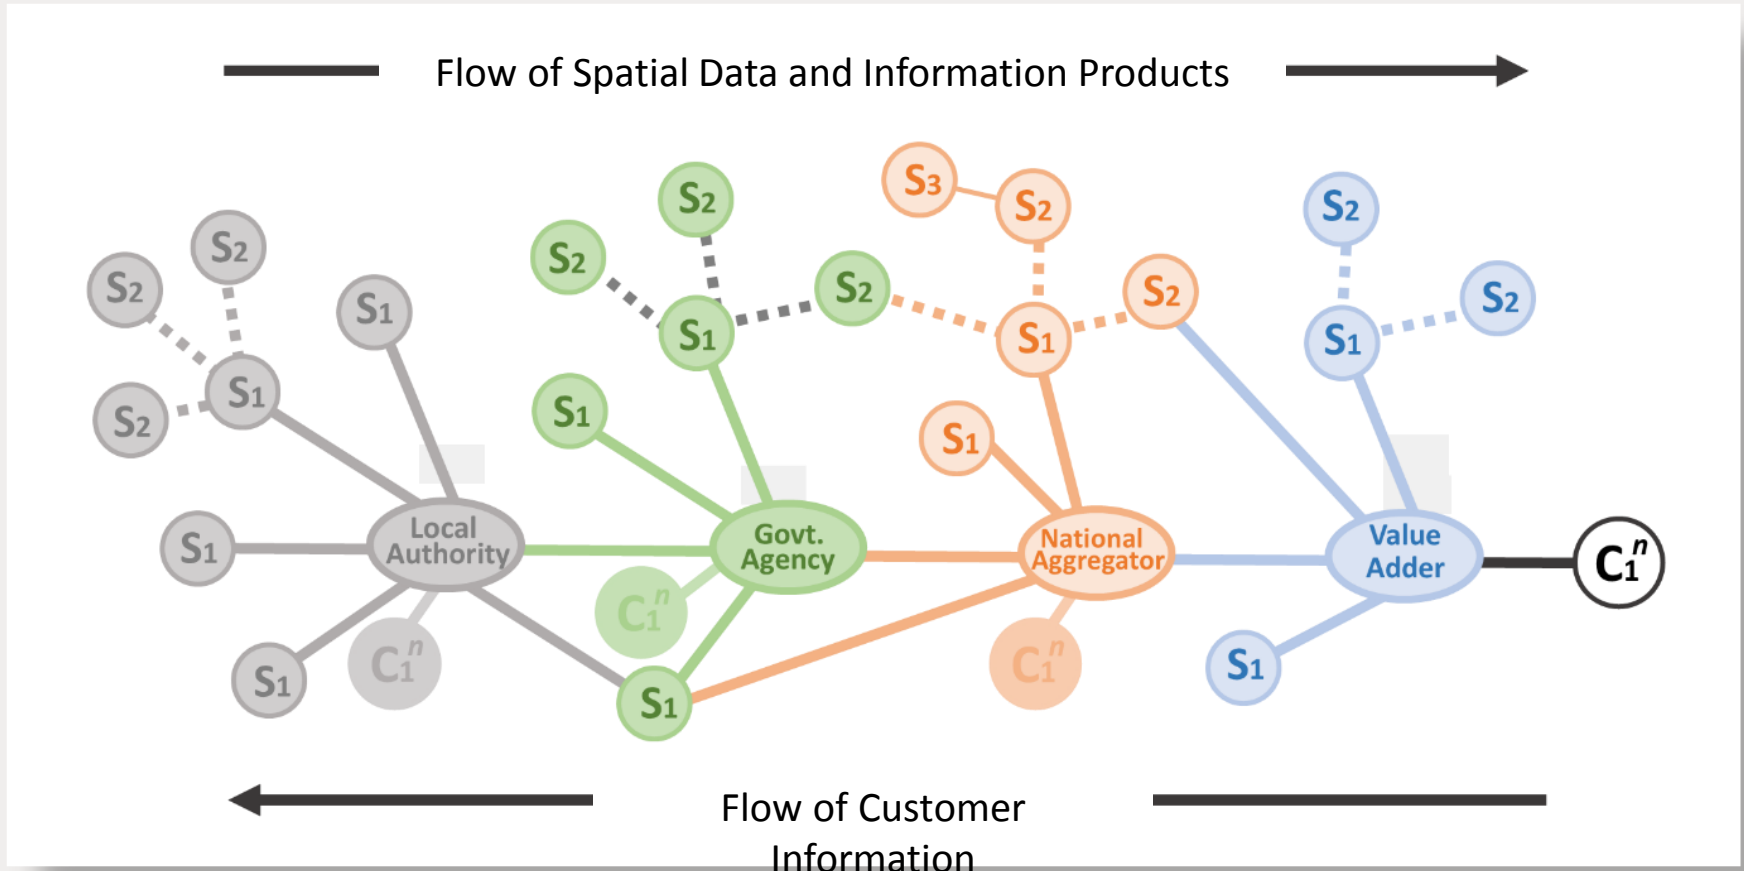 Flow of Spatial Data and Information Products
S3
S2
S2
S2
S2
S2
S2
S2
S2
S2
S1
S2
S1
S1
S1
S1
S2
S1
S1
Local
Authority
Govt.
Agency
National
Aggregator
Value
Adder
S1
C1n
C1n
C1n
C1n
S1
S1
S1
Flow of Customer
Information